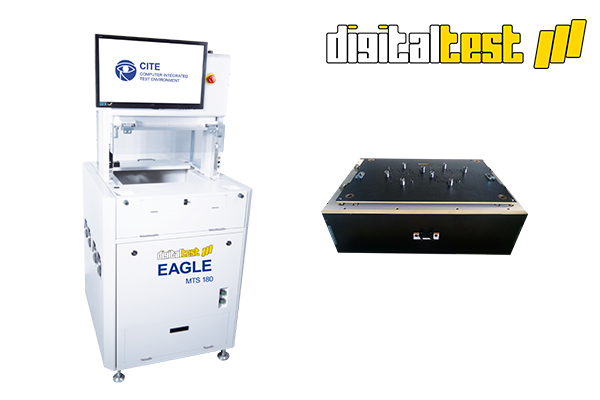 digitaltest
CITE
COMPUTER INTEGRATED
TEST ENVIRONMENT
digitaltest
EAGLE
MTS 180